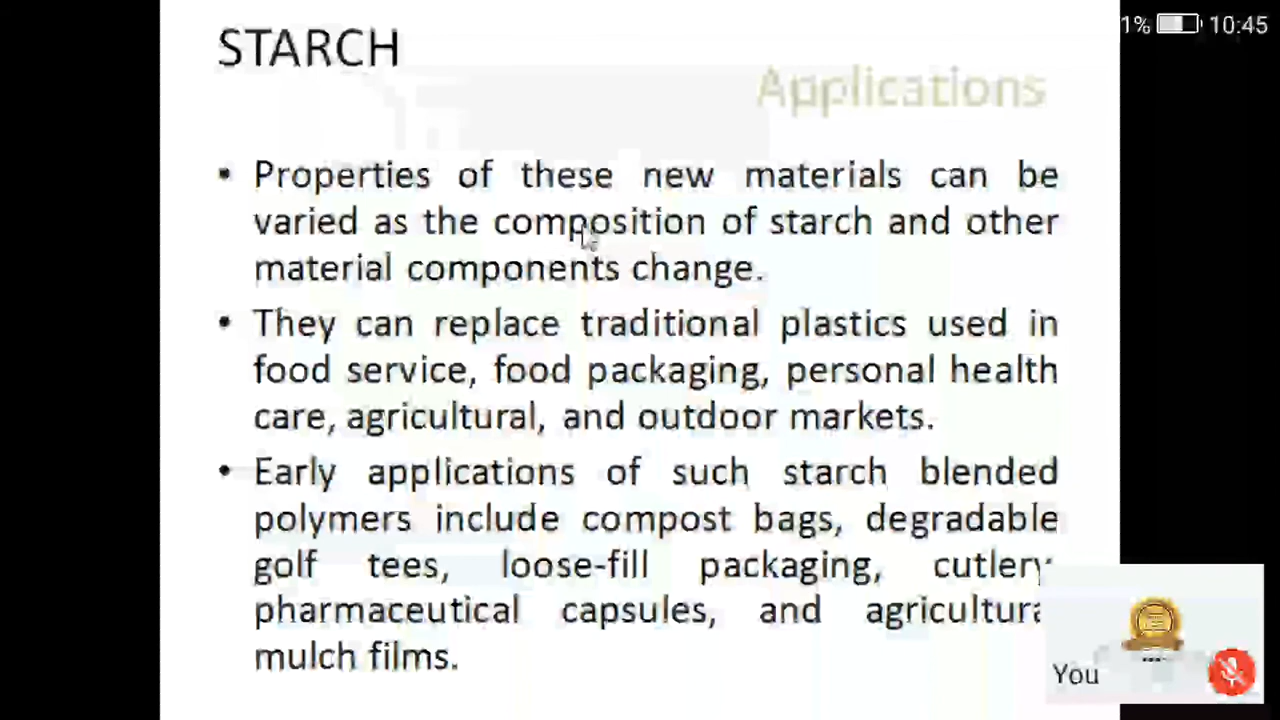 1% 10:45
STARCH
Applications
• Properties of these new materials can be
varied as the composition of starch and other
material components change.
• They can replace traditional plastics used in
food service, food packaging, personal health
care, agricultural, and outdoor markets.
• Early applications of such starch blended
polymers include compost bags, degradable
golf tees, loose-fill packaging, cutlery
pharmaceutical capsules, and agricultura
mulch films.
You